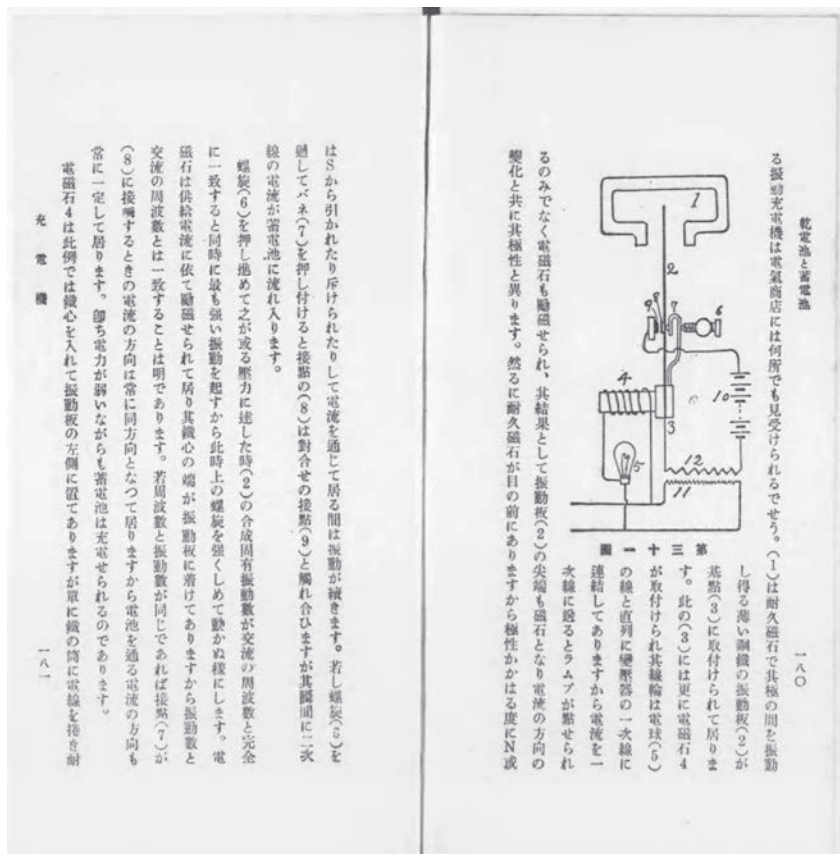 乾電池と蓄電池
一八〇
る振動充電機は電氣商店には何所でも見受けられるでせう。(1)は耐久磁石で其極の間を振動
し得る薄い鋼鐵の振動板(2)が
基點(3)に取付けられて居りま
す。此の(3)には更に電磁石4
が取付けられ其線輪は電球(5)
の線と直列に變壓器の一次線に
連結してありますから電流を一
次線に送るとラムプが點せられ
るのみでなく電磁石も勵磁せられ、其結果として振動板(2)の尖端も磁石となり電流の方向の
變化と共に其極性と異ります。然るに耐久磁石が目の前にありますから極性かかはる度にN或
1
2
9
8
7
6
4
3
5
10
12
11
第三十一圖
はSから引かれたり斥けられたりして電流を通じて居る間は振動が續きます。若し螺旋(6)を
廻してバネ(7)を押し付けると接點の(8)は對合せの接點(9)と觸れ合ひますが其瞬間に二次
線の電流が蓄電池に流れ入ります。
螺旋(6)を押し進めて之が或る壓力に達した時(2)の合成固有振動數が交流の周波數と完全
に一致すると同時に最も強い振動を起すから此時上の螺旋を強くしめて動かぬ樣にします。電
磁石は供給電流に依て勵磁せられて居り其鐵心の端が振動板に着けてありますから振動數と
交流の周波數とは一致することは明であります。若周波數と振動數が同じであれば接點(7)が
(8)に接觸するときの電流の方向は常に同方向となつて居りますから電池を通る電流の方向も
常に一定して居ります。卽ち電力が弱いながらも蓄電池は充電せられるのであります。
電磁石4は此例では鐵心を入れて振動板の左側に置てありますが單に鐵の筒に電線を捲き耐
充電機
一八一